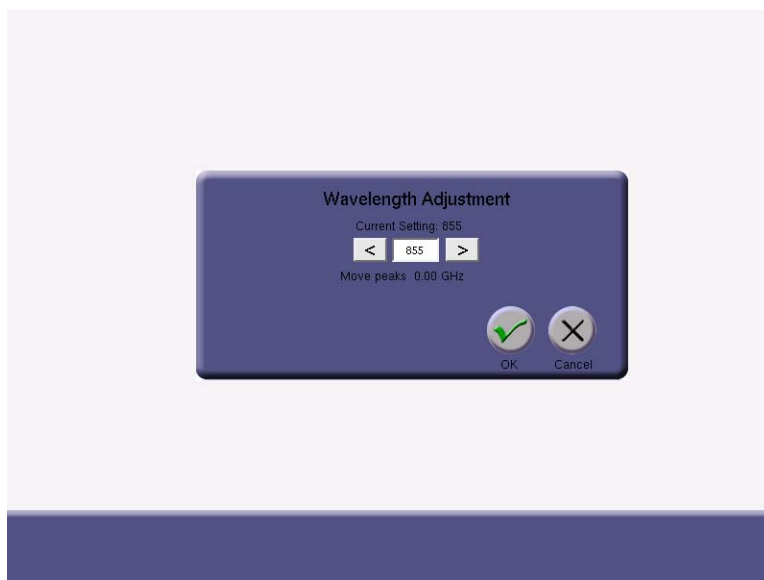 Wavelength Adjustment
Current Setting: 855
< 855 >
Move peaks 0.00 GHz
OK Cancel